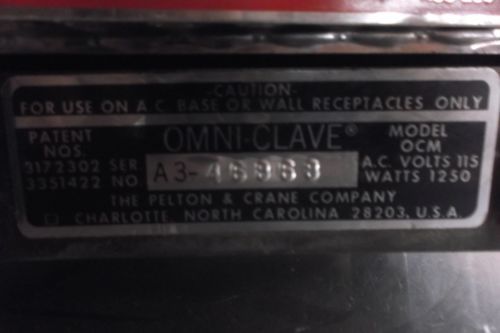 -CAUTION-
FOR USE ON A.C. BASE OR WALL RECEPTACLES ONLY
PATENT NOS. OMNI-CLAVE® MODEL OCM
3172302 SER A3- A.C. VOLTS 115
3351422 NO. WATTS 1250
THE PELTON & CRANE COMPANY
CHARLOTTE, NORTH CAROLINA 28203, U.S.A.